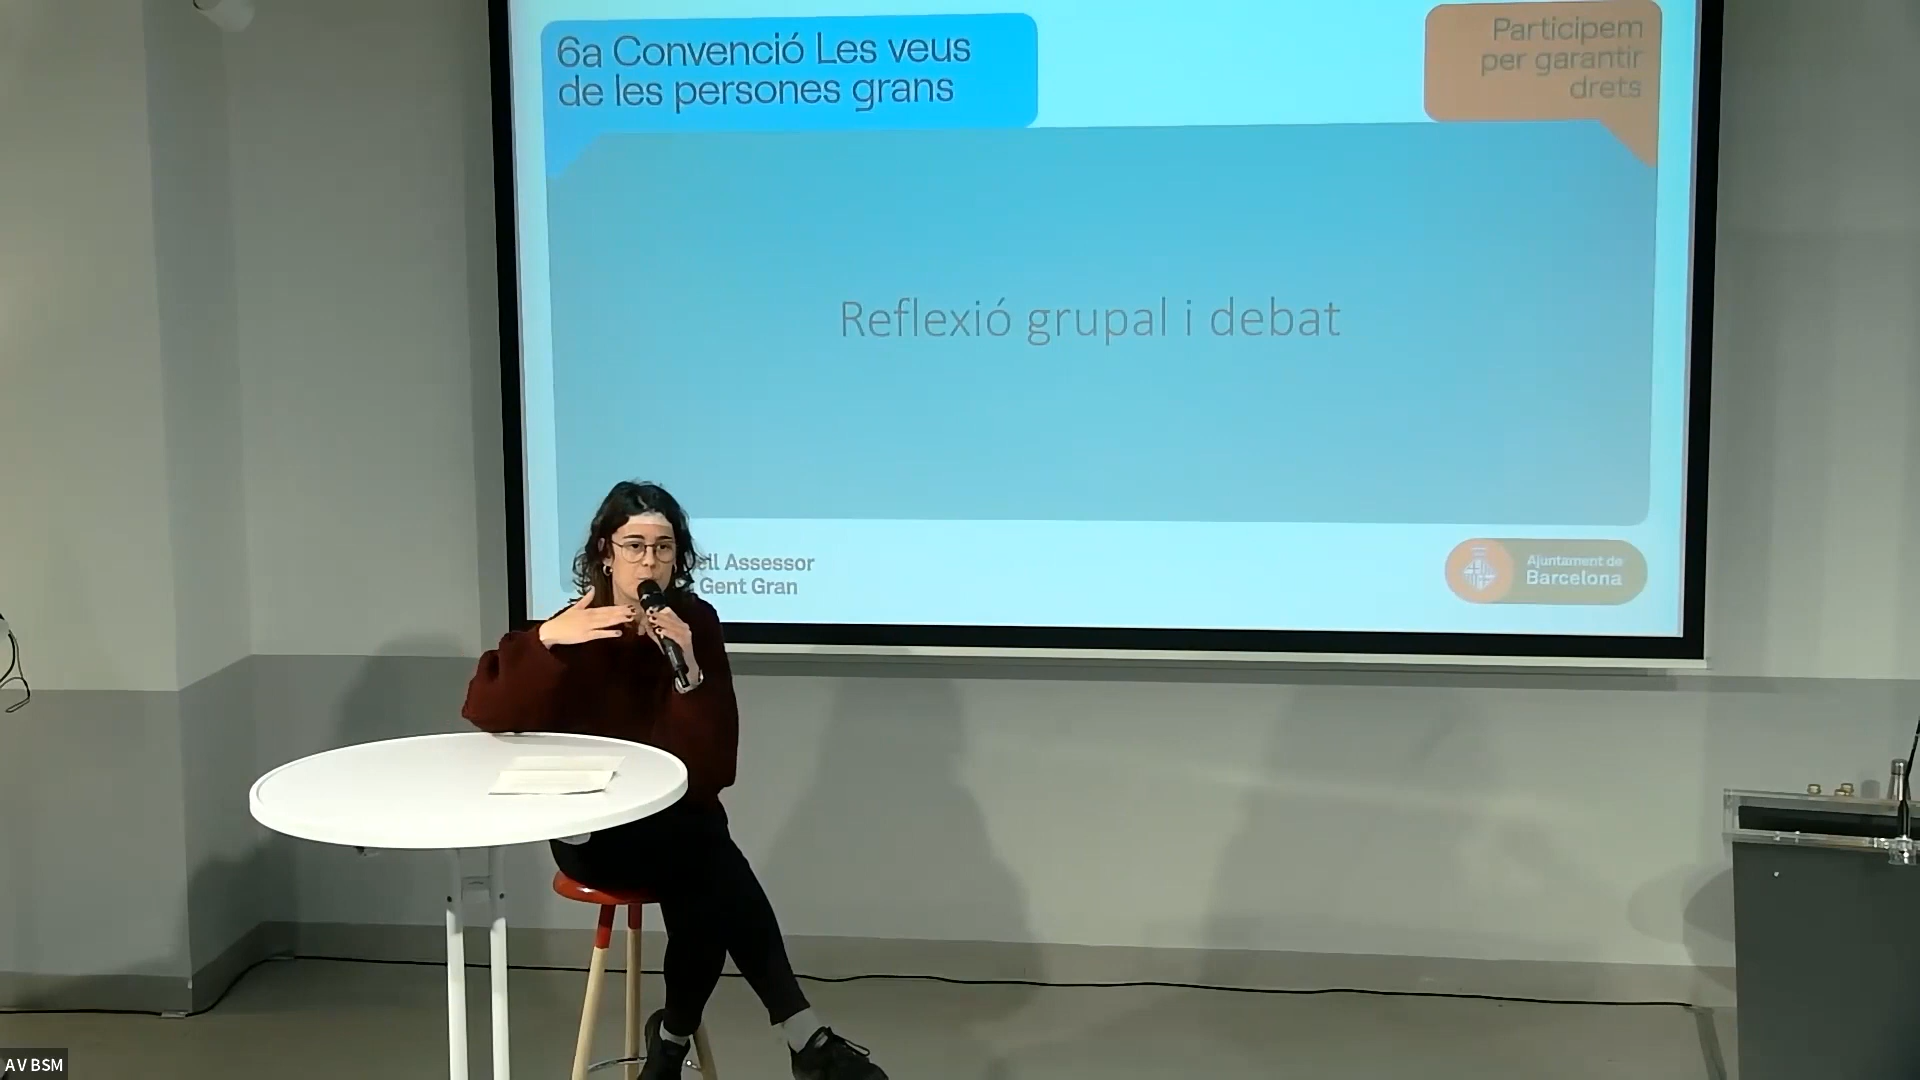 6a Convenció Les veus
de les persones grans
Participem
per garantir
drets
Reflexió grupal i debat
Assessor
Gent Gran
Ajuntament de
Barcelona
AV BSM